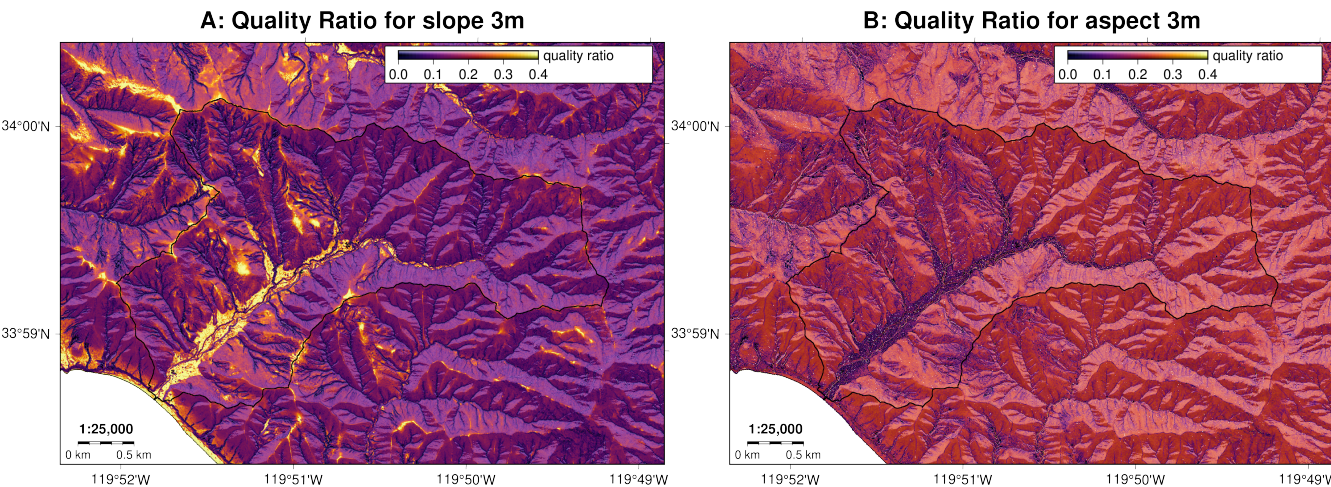 A: Quality Ratio for slope 3m
B: Quality Ratio for aspect 3m
quality ratio
0.0 0.1 0.2 0.3 0.4
quality ratio
0.0 0.1 0.2 0.3 0.4
34°00'N
33°59'N
34°00'N
33°59'N
1:25,000
0 km 0.5 km
1:25,000
0 km 0.5 km
119°52'W 119°51'W 119°50'W 119°49'W
119°52'W 119°51'W 119°50'W 119°49'W